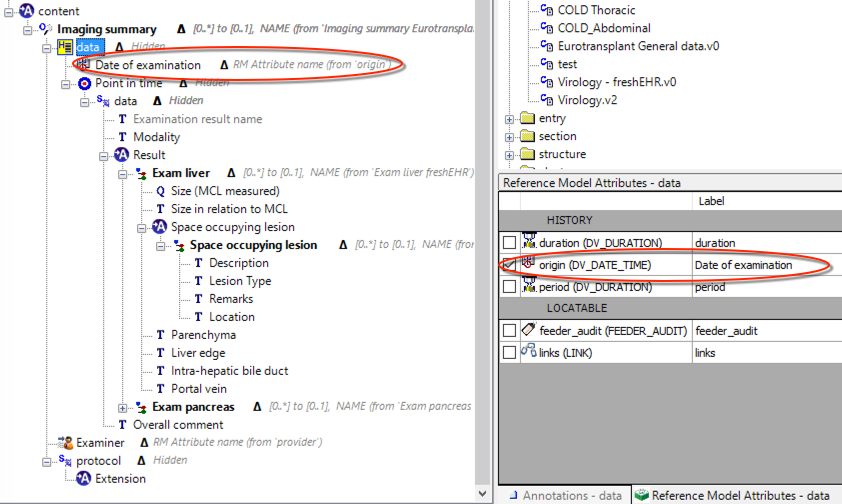 content
Imaging summary Δ [0..*] to [0..1], NAME (from 'Imaging summary Eurotransplan
data Δ Hidden
Date of examination Δ RM Attribute name (from 'origin')
Point in time Δ Hidden
data Δ Hidden
T Examination result name
T Modality
Result
Exam liver Δ [0..*] to [0..1], NAME (from 'Exam liver freshEHR')
Q Size (MCL measured)
T Size in relation to MCL
Space occupying lesion
Space occupying lesion Δ [0..*] to [0..1], NAME (from
T Description
T Lesion Type
T Remarks
T Location
T Parenchyma
T Liver edge
T Intra-hepatic bile duct
T Portal vein
Exam pancreas Δ [0..*] to [0..1], NAME (from 'Exam pancreas
T Overall comment
Examiner Δ RM Attribute name (from 'provider')
protocol Δ Hidden
Extension
COLD Thoracic
COLD_Abdominal
Eurotransplant General data.v0
test
Virology - freshEHR.v0
Virology.v2
entry
section
structure
Reference Model Attributes - data
Label
HISTORY
duration (DV_DURATION) duration
origin (DV_DATE_TIME) Date of examination
period (DV_DURATION) period
LOCATABLE
feeder_audit (FEEDER_AUDIT) feeder_audit
links (LINK) links
Annotations - data Reference Model Attributes - data